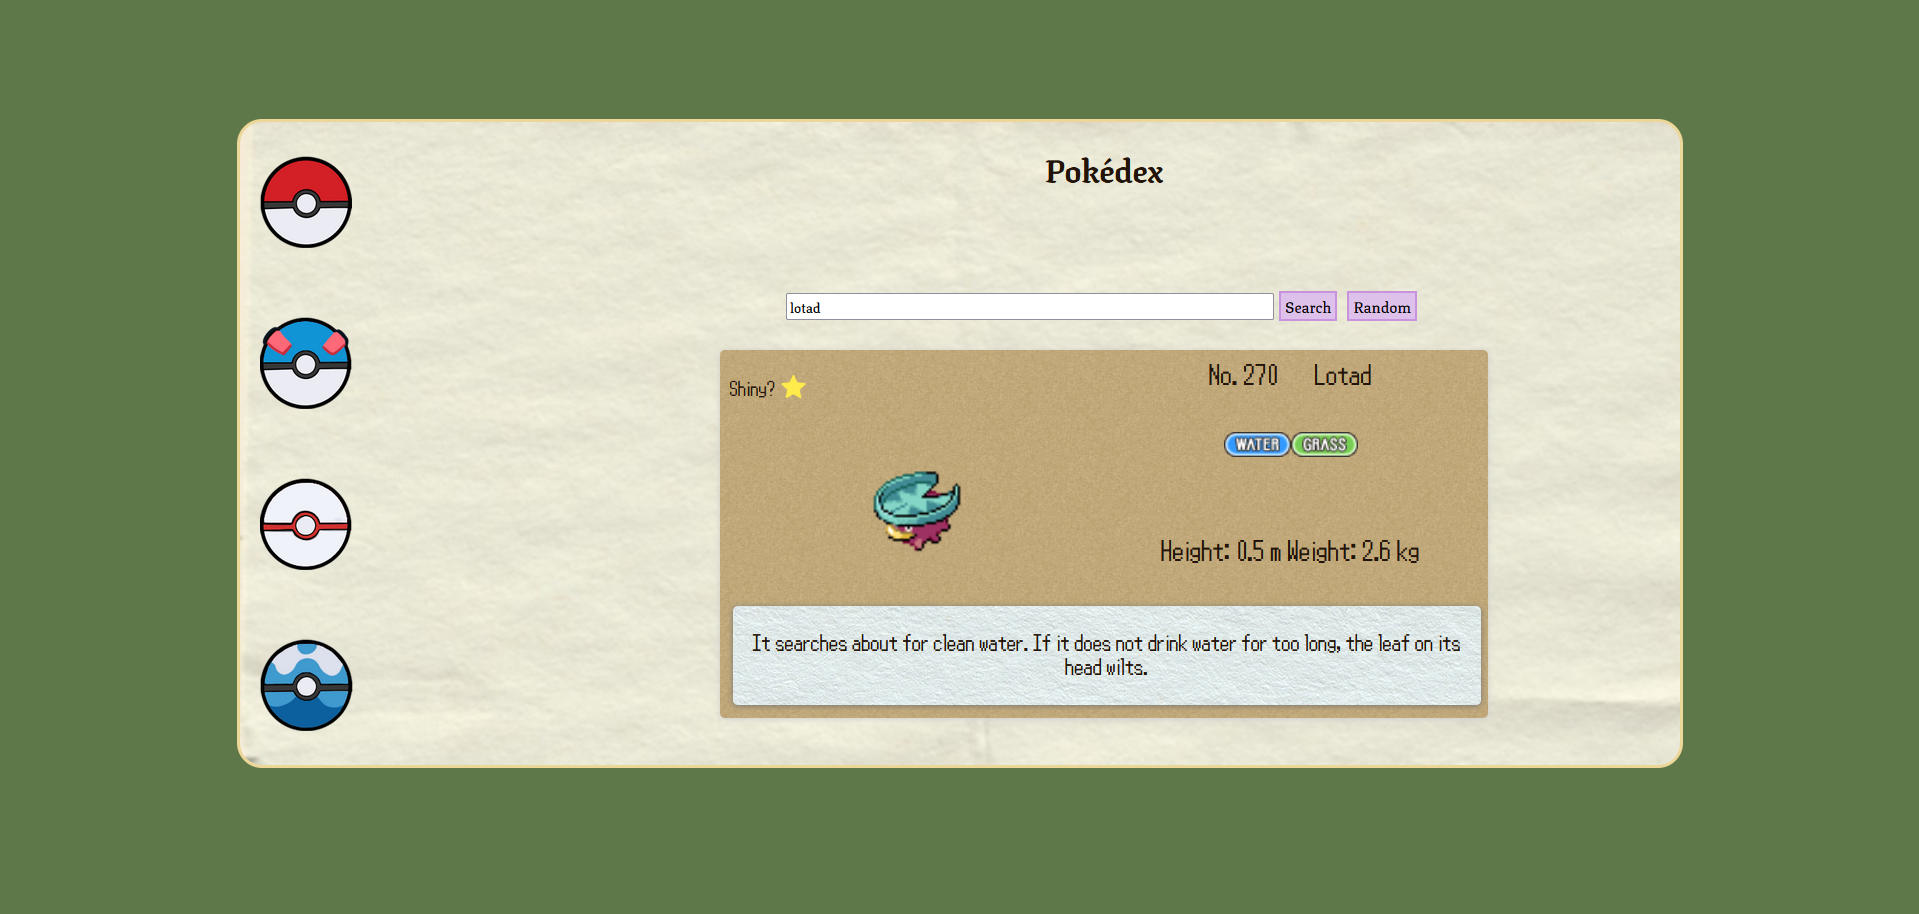 Pokédex
lotad
Search
Random
Shiny?
No. 270 Lotad
WATER GRASS
Height: 0.5 m Weight: 2.6 kg
It searches about for clean water. If it does not drink water for too long, the leaf on its
head wilts.